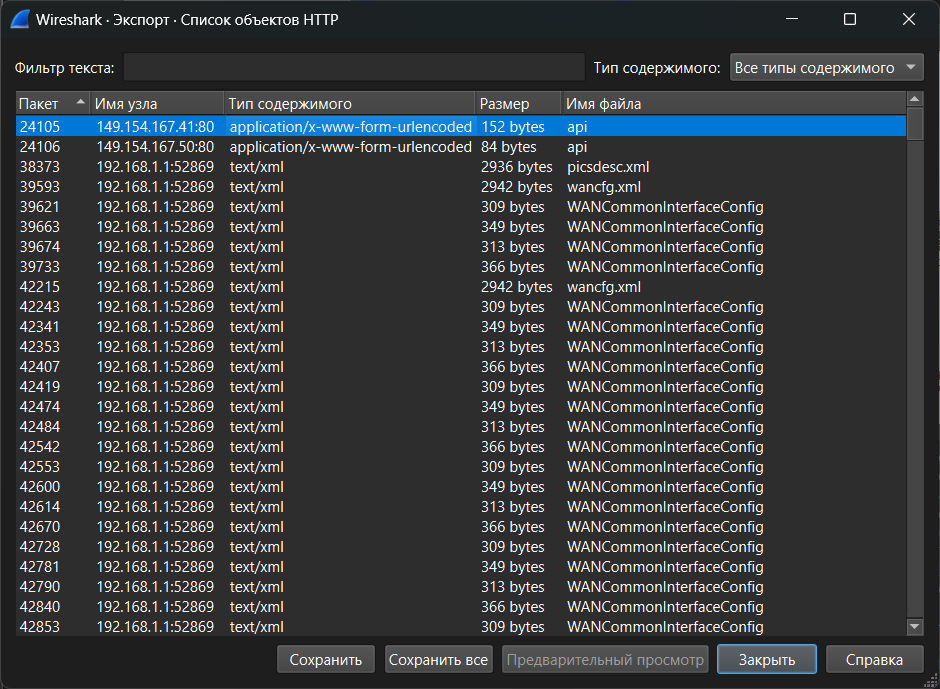 Wireshark · Экспорт · Список объектов HTTP
Фильтр текста: Тип содержимого: Все типы содержимого
Пакет Имя узла Тип содержимого Размер Имя файла
24105 149.154.167.41:80 application/x-www-form-urlencoded 152 bytes api
24106 149.154.167.50:80 application/x-www-form-urlencoded 84 bytes api
38373 192.168.1.1:52869 text/xml 2936 bytes picsdesc.xml
39593 192.168.1.1:52869 text/xml 2942 bytes wancfg.xml
39621 192.168.1.1:52869 text/xml 309 bytes WANCommonInterfaceConfig
39663 192.168.1.1:52869 text/xml 349 bytes WANCommonInterfaceConfig
39674 192.168.1.1:52869 text/xml 313 bytes WANCommonInterfaceConfig
39733 192.168.1.1:52869 text/xml 366 bytes WANCommonInterfaceConfig
42215 192.168.1.1:52869 text/xml 2942 bytes wancfg.xml
42243 192.168.1.1:52869 text/xml 309 bytes WANCommonInterfaceConfig
42341 192.168.1.1:52869 text/xml 349 bytes WANCommonInterfaceConfig
42353 192.168.1.1:52869 text/xml 313 bytes WANCommonInterfaceConfig
42407 192.168.1.1:52869 text/xml 366 bytes WANCommonInterfaceConfig
42419 192.168.1.1:52869 text/xml 309 bytes WANCommonInterfaceConfig
42474 192.168.1.1:52869 text/xml 349 bytes WANCommonInterfaceConfig
42484 192.168.1.1:52869 text/xml 313 bytes WANCommonInterfaceConfig
42542 192.168.1.1:52869 text/xml 366 bytes WANCommonInterfaceConfig
42553 192.168.1.1:52869 text/xml 309 bytes WANCommonInterfaceConfig
42600 192.168.1.1:52869 text/xml 349 bytes WANCommonInterfaceConfig
42614 192.168.1.1:52869 text/xml 313 bytes WANCommonInterfaceConfig
42670 192.168.1.1:52869 text/xml 366 bytes WANCommonInterfaceConfig
42728 192.168.1.1:52869 text/xml 309 bytes WANCommonInterfaceConfig
42781 192.168.1.1:52869 text/xml 349 bytes WANCommonInterfaceConfig
42790 192.168.1.1:52869 text/xml 313 bytes WANCommonInterfaceConfig
42840 192.168.1.1:52869 text/xml 366 bytes WANCommonInterfaceConfig
42853 192.168.1.1:52869 text/xml 309 bytes WANCommonInterfaceConfig
Сохранить Сохранить все Предварительный просмотр Закрыть Справка